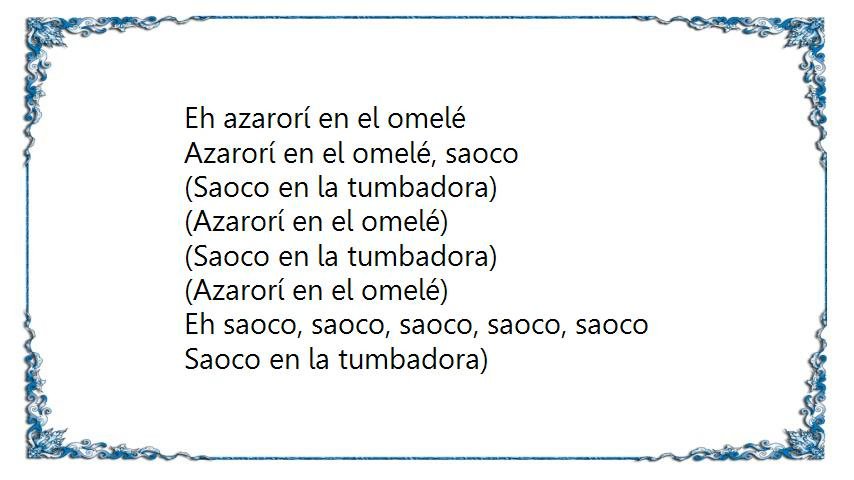 Eh azarorí en el omelé
Azarorí en el omelé, saoco
(Saoco en la tumbadora)
(Azarorí en el omelé)
(Saoco en la tumbadora)
(Azarorí en el omelé)
Eh saoco, saoco, saoco, saoco, saoco
Saoco en la tumbadora)